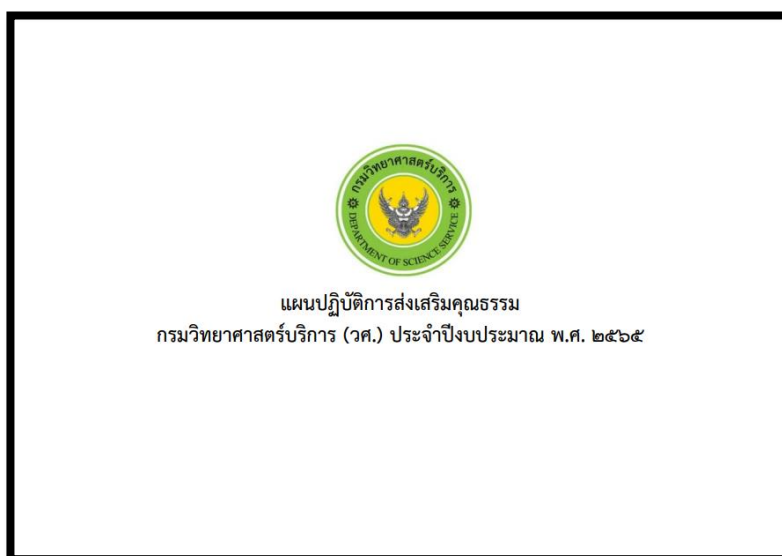 กรมวิทยาศาสตร์บริการ
DEPARTMENT OF SCIENCE SERVICE
แผนปฏิบัติการส่งเสริมคุณธรรม
กรมวิทยาศาสตร์บริการ (วศ.) ประจำปีงบประมาณ พ.ศ. ๒๕๖๕